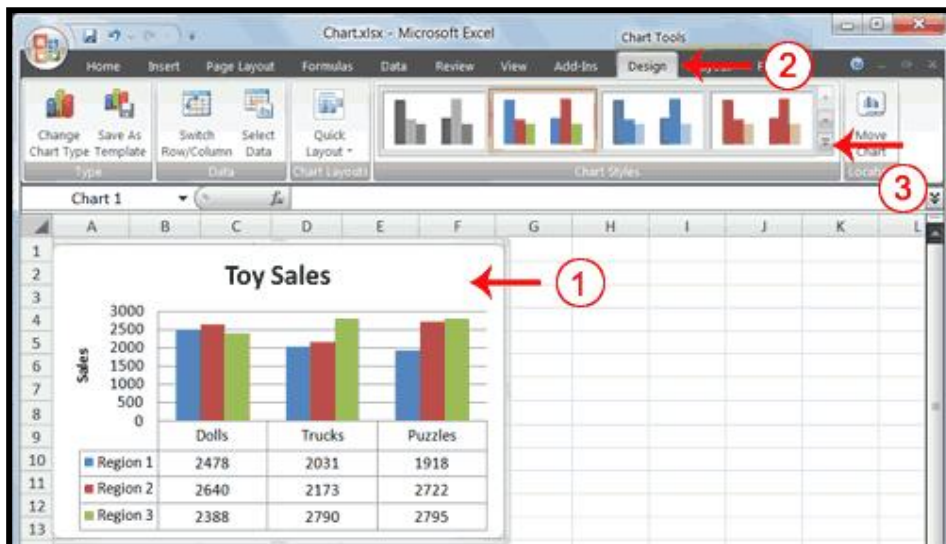 Chart.xlsx - Microsoft Excel
Chart Tools
Home Insert Page Layout Formulas Data Review View Add-Ins Design
2
Change Chart Type
Save As Template
Switch Row/Column
Select Data
Quick Layout
Move Chart
Type
Data
Chart Layouts
Chart Styles
3
Chart 1
fx
A B C D E F G H I J K L
1
2
3
4
5
6
7
8
9
10
11
12
13
Toy Sales
1
Sales
3000
2500
2000
1500
1000
500
0
Dolls Trucks Puzzles
Region 1 2478 2031 1918
Region 2 2640 2173 2722
Region 3 2388 2790 2795